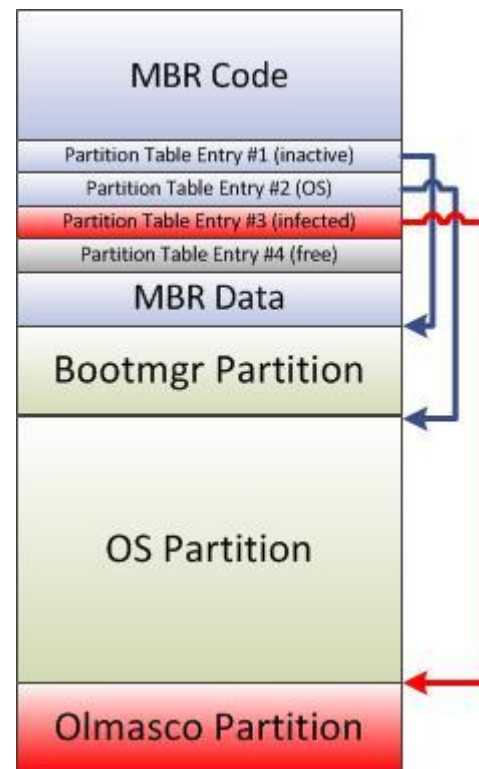 MBR Code
Partition Table Entry #1 (inactive)
Partition Table Entry #2 (OS)
Partition Table Entry #3 (infected)
Partition Table Entry #4 (free)
MBR Data
Bootmgr Partition
OS Partition
Olmasco Partition